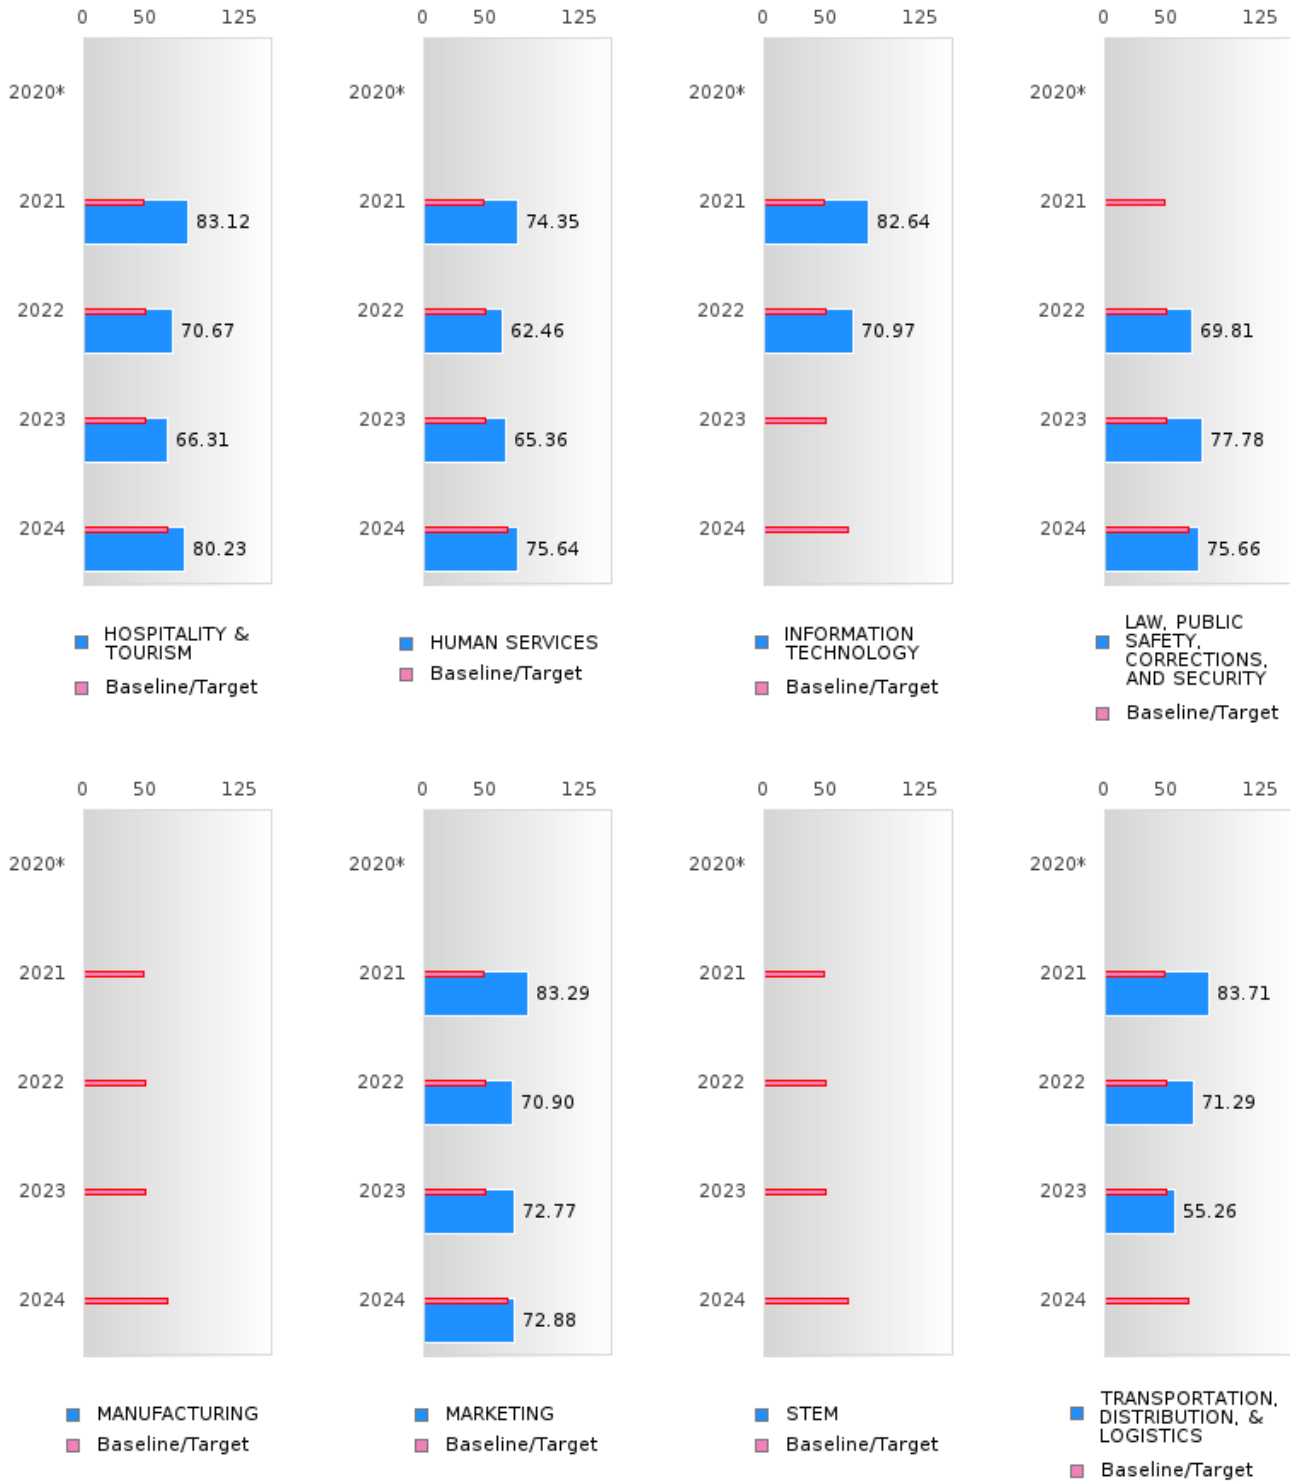 0 50 125
2020*
2021
83.12
2022
70.67
2023
66.31
2024
80.23
HOSPITALITY &
TOURISM
Baseline/Target
0 50 125
2020*
2021
74.35
2022
62.46
2023
65.36
2024
75.64
HUMAN SERVICES
Baseline/Target
0 50 125
2020*
2021
82.64
2022
70.97
2023
2024
INFORMATION
TECHNOLOGY
Baseline/Target
0 50 125
2020*
2021
2022
69.81
2023
77.78
2024
75.66
LAW, PUBLIC
SAFETY,
CORRECTIONS,
AND SECURITY
Baseline/Target
0 50 125
2020*
2021
2022
2023
2024
MANUFACTURING
Baseline/Target
0 50 125
2020*
2021
83.29
2022
70.90
2023
72.77
2024
72.88
MARKETING
Baseline/Target
0 50 125
2020*
2021
2022
2023
2024
STEM
Baseline/Target
0 50 125
2020*
2021
83.71
2022
71.29
2023
55.26
2024
TRANSPORTATION,
DISTRIBUTION, &
LOGISTICS
Baseline/Target